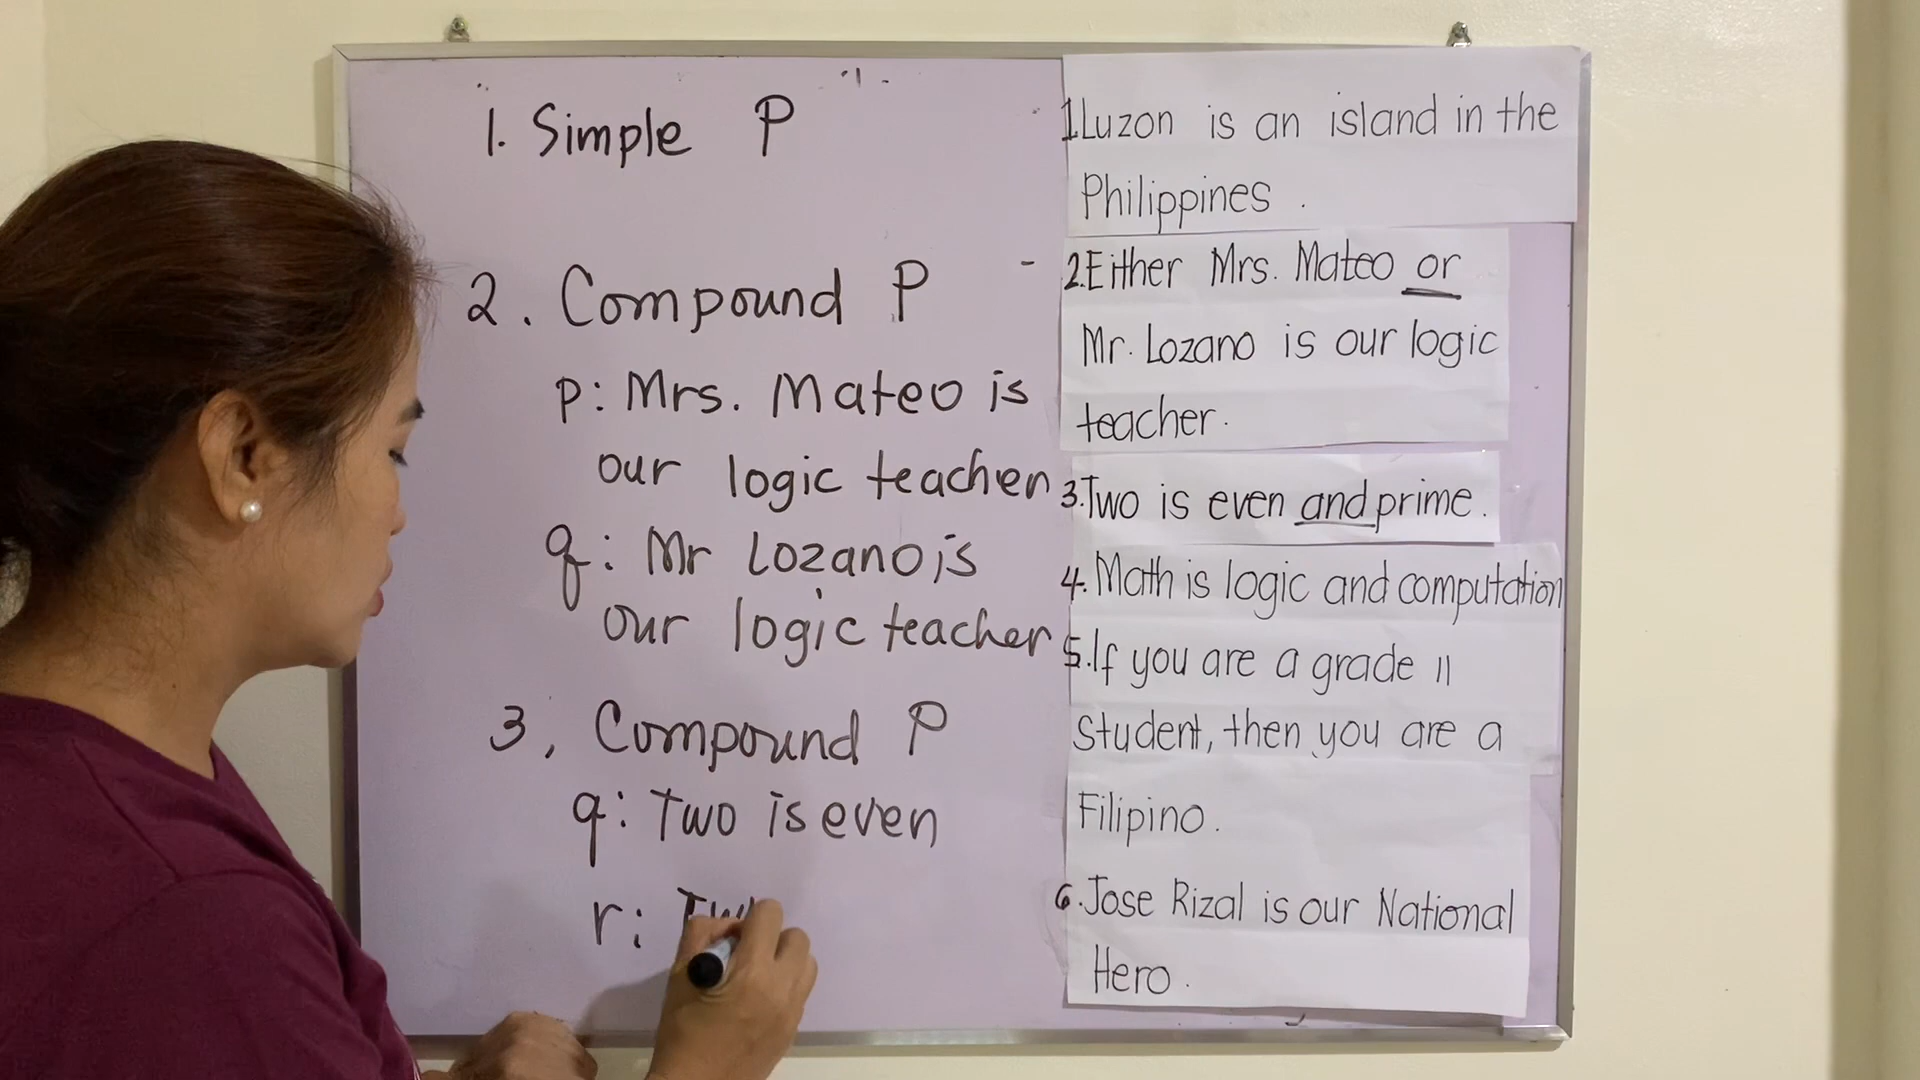 1. Simple P
2. Compound P
p: Mrs. Mateo is
our logic teacher
q: Mr Lozano is
our logic teacher
3. Compound P
q: Two is even
r: Two
1.Luzon is an island in the
Philippines.
2.Either Mrs. Mateo or
Mr. Lozano is our logic
teacher.
3.Two is even and prime.
4.Math is logic and computation
5.If you are a grade 11
Student, then you are a
Filipino.
6.Jose Rizal is our National
Hero.